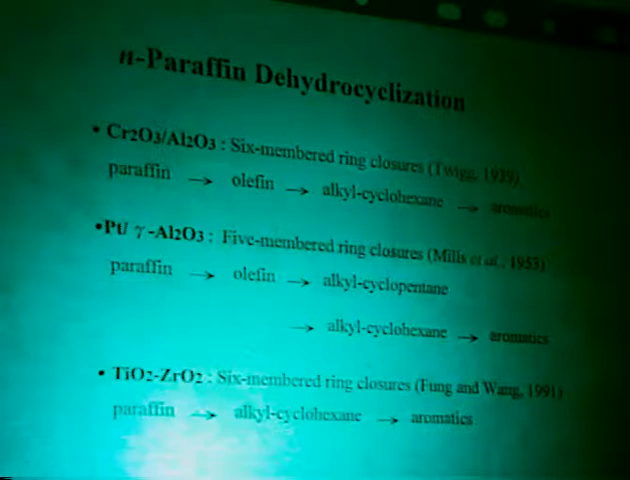 n-Paraffin Dehydrocyclization
• Cr2O3/Al2O3 : Six-membered ring closures (Twigg, 1939)
paraffin → olefin → alkyl-cyclohexane → aromatics
•Pt/ γ-Al2O3 : Five-membered ring closures (Mills et al., 1953)
paraffin → olefin → alkyl-cyclopentane
→ alkyl-cyclohexane → aromatics
• TiO2-ZrO2 : Six-membered ring closures (Fung and Wang, 1991)
paraffin → alkyl-cyclohexane → aromatics